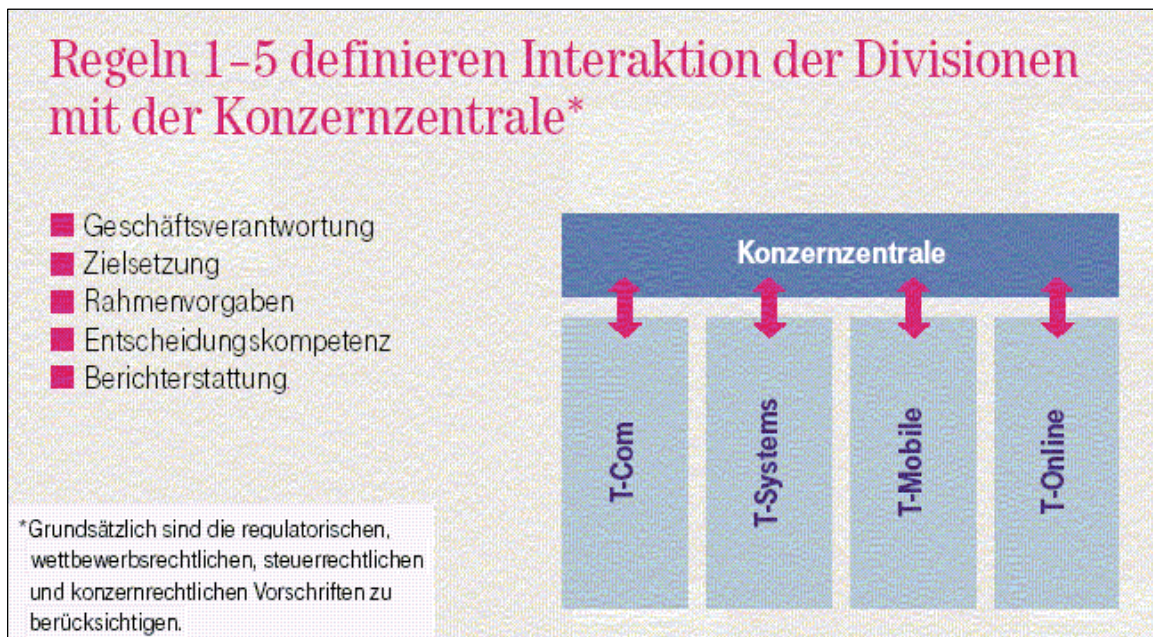 Regeln 1–5 definieren Interaktion der Divisionen
mit der Konzernzentrale*
Geschäftsverantwortung
Zielsetzung
Rahmenvorgaben
Entscheidungskompetenz
Berichterstattung
Konzernzentrale
T-Com
T-Systems
T-Mobile
T-Online
*Grundsätzlich sind die regulatorischen,
wettbewerbsrechtlichen, steuerrechtlichen
und konzernrechtlichen Vorschriften zu
berücksichtigen.